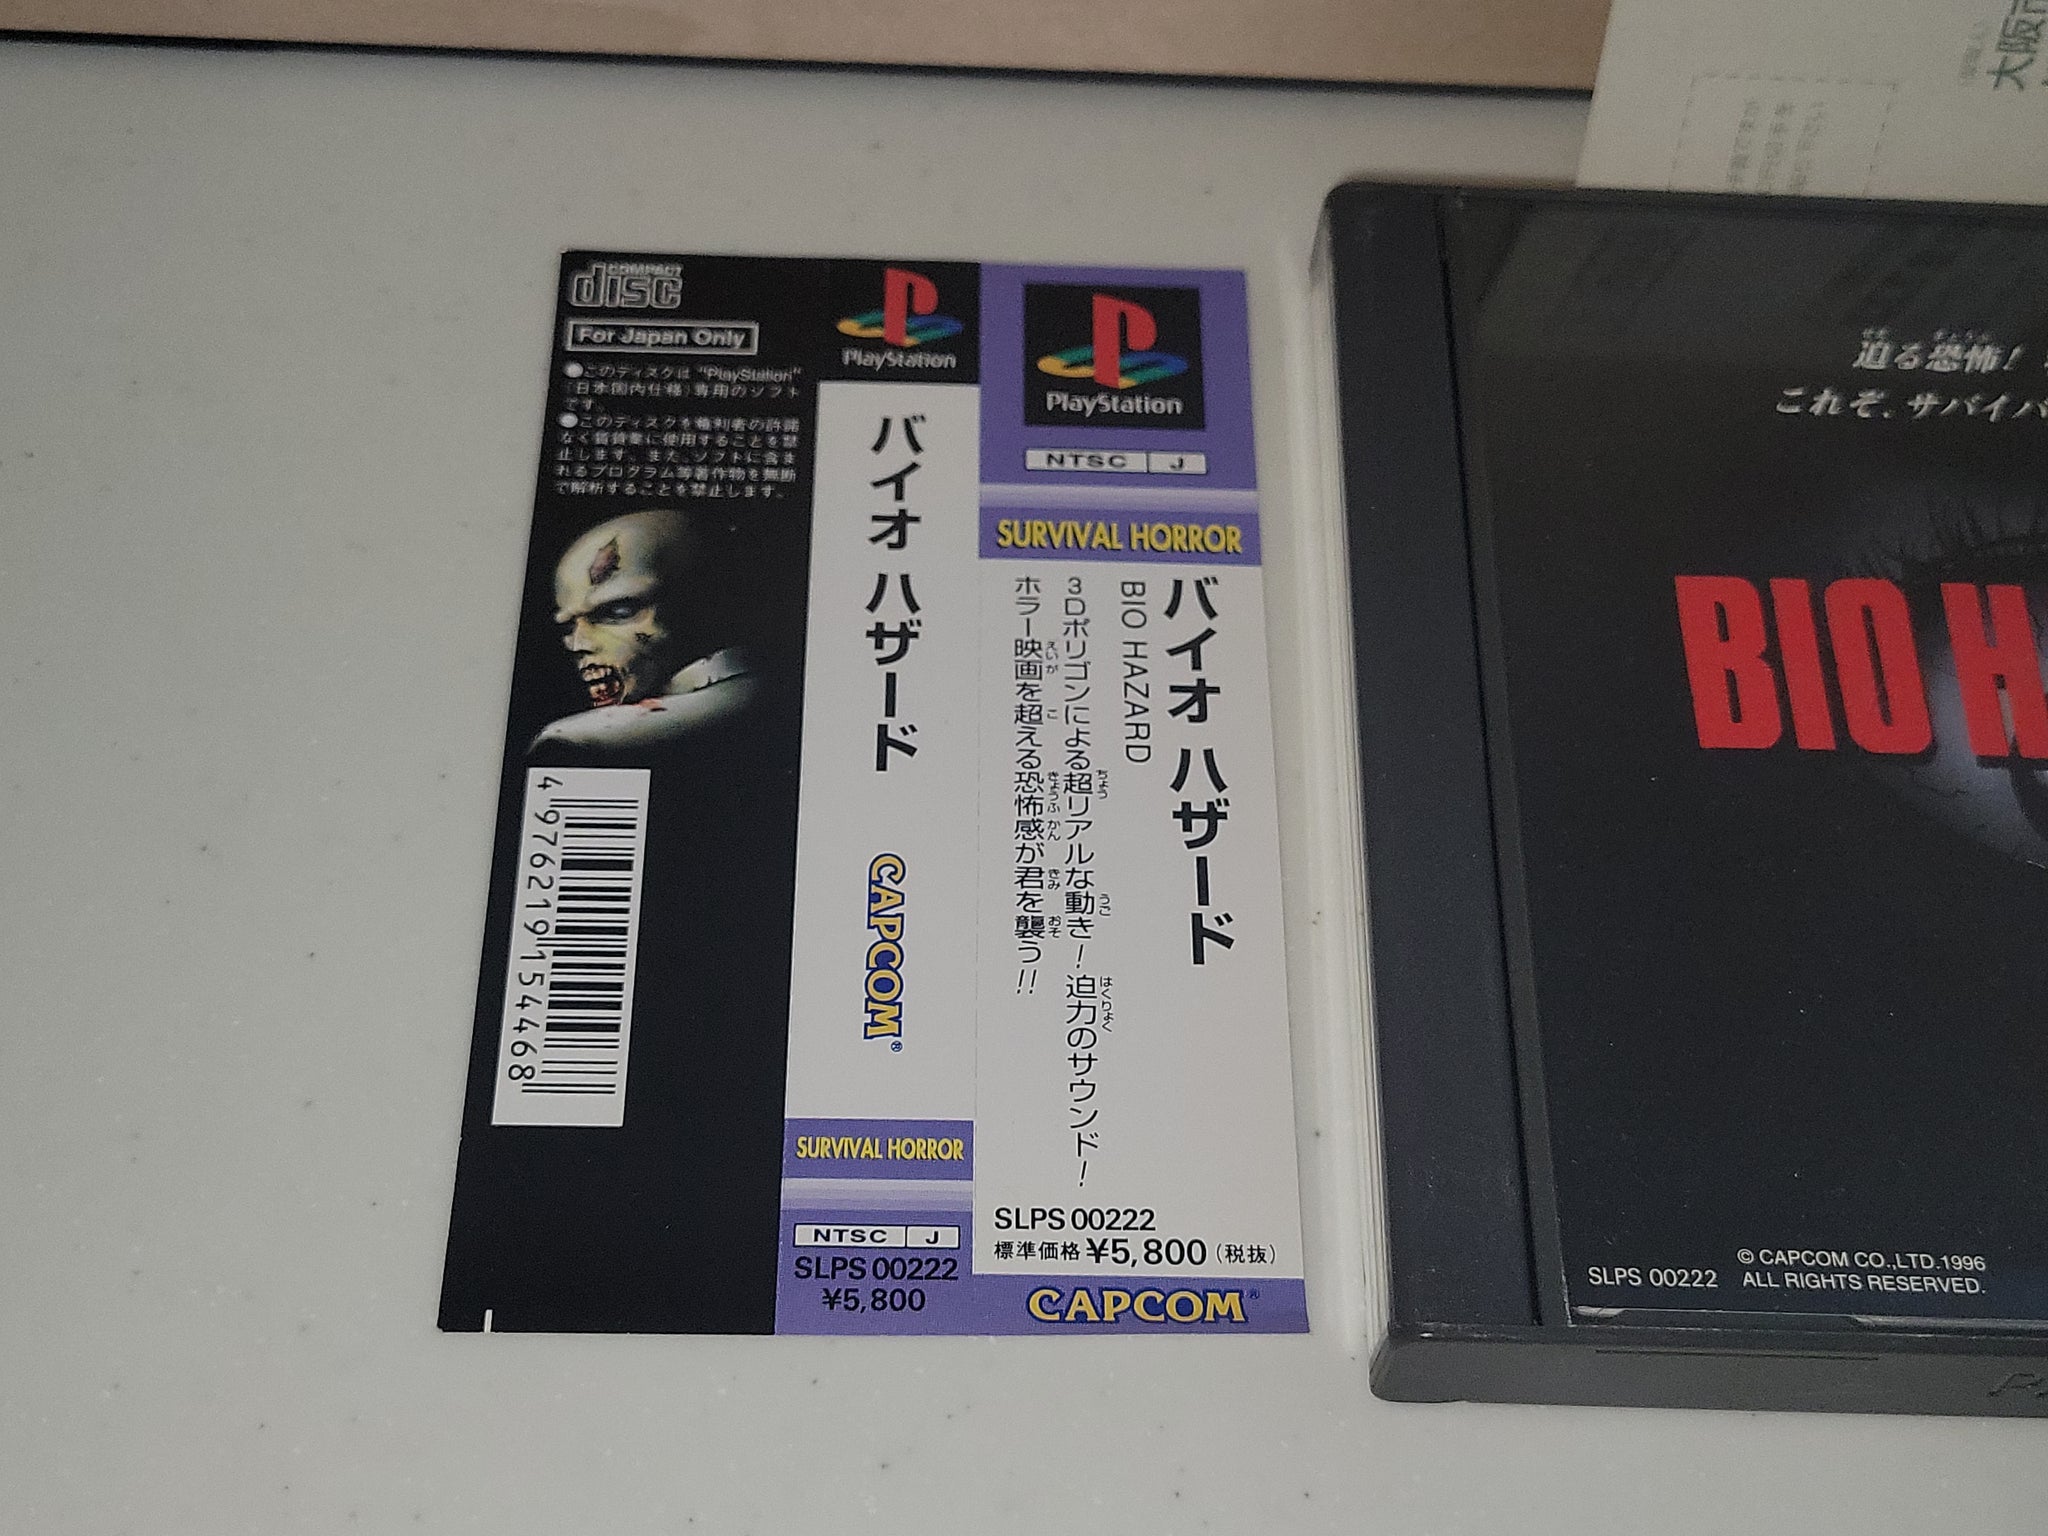 COMPACT
disc
For Japan Only
●このディスクは "PlayStation"
(日本国内仕様)専用のソフト
です。
●このディスクを権利者の許諾
なく賃貸業に使用することを禁
止します。また、ソフトに含ま
れるプログラム等著作物を無断
で解析することを禁止します。
4976219154468
PlayStation
バイオ ハザード
CAPCOM®
SURVIVAL HORROR
NTSC J
SLPS 00222
¥5,800
PlayStation
NTSC J
SURVIVAL HORROR
バイオ ハザード
BIO HAZARD
3Dポリゴンによる超リアルな動き!迫力のサウンド!
ホラー映画を超える恐怖感が君を襲う!!
SLPS 00222
標準価格 ¥5,800 (税抜)
CAPCOM®
迫る恐怖!
これぞ、サバイバ
BIO H
SLPS 00222
© CAPCOM CO.,LTD.1996
ALL RIGHTS RESERVED.
大阪市